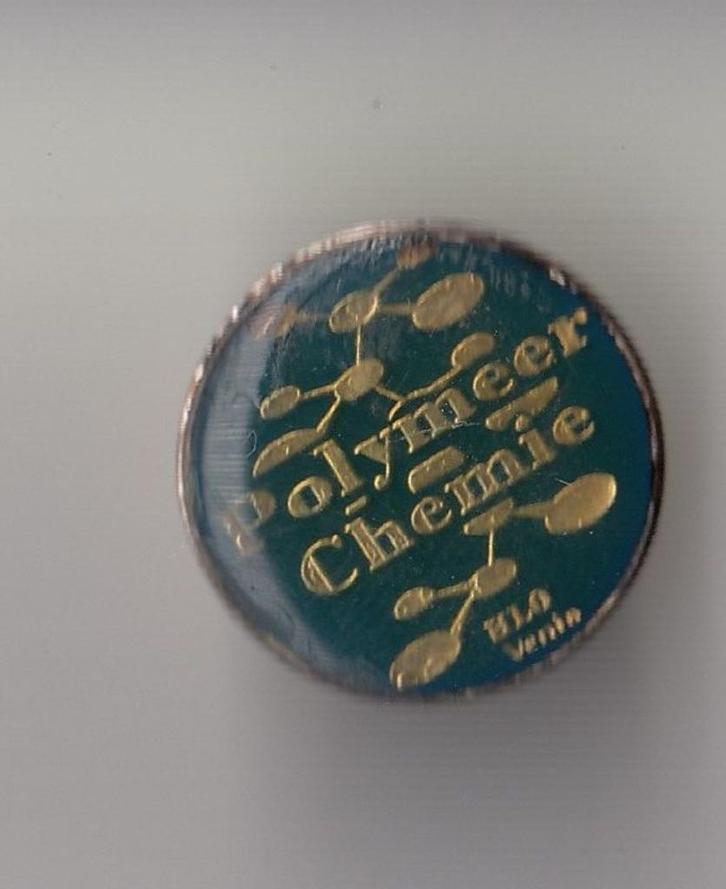 Polymeer
Chemie
HLO
Venlo